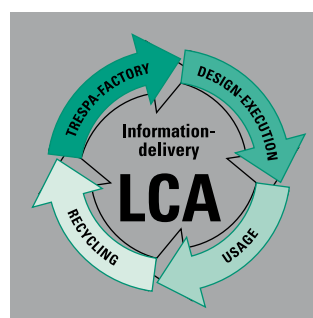 TRESPA-FACTORY
DESIGN-EXECUTION
Information-
delivery
LCA
RECYCLING
USAGE